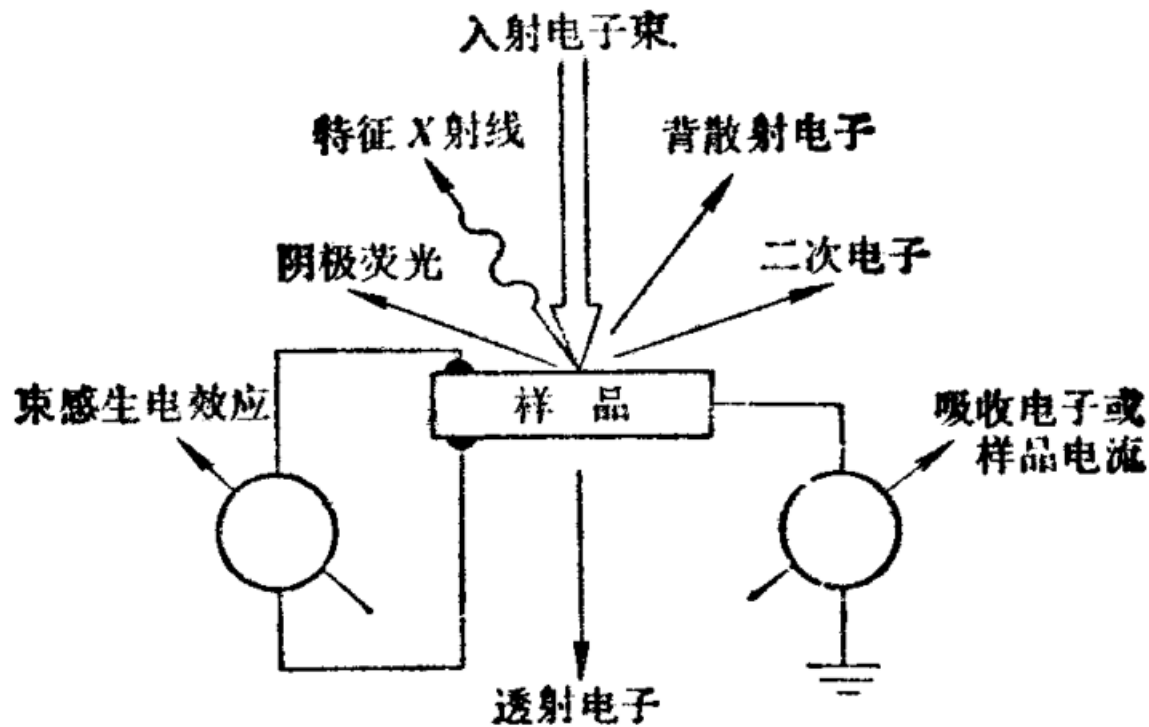 入射电子束
特征X射线
背散射电子
阴极荧光
二次电子
束感生电效应
样品
吸收电子或
样品电流
透射电子